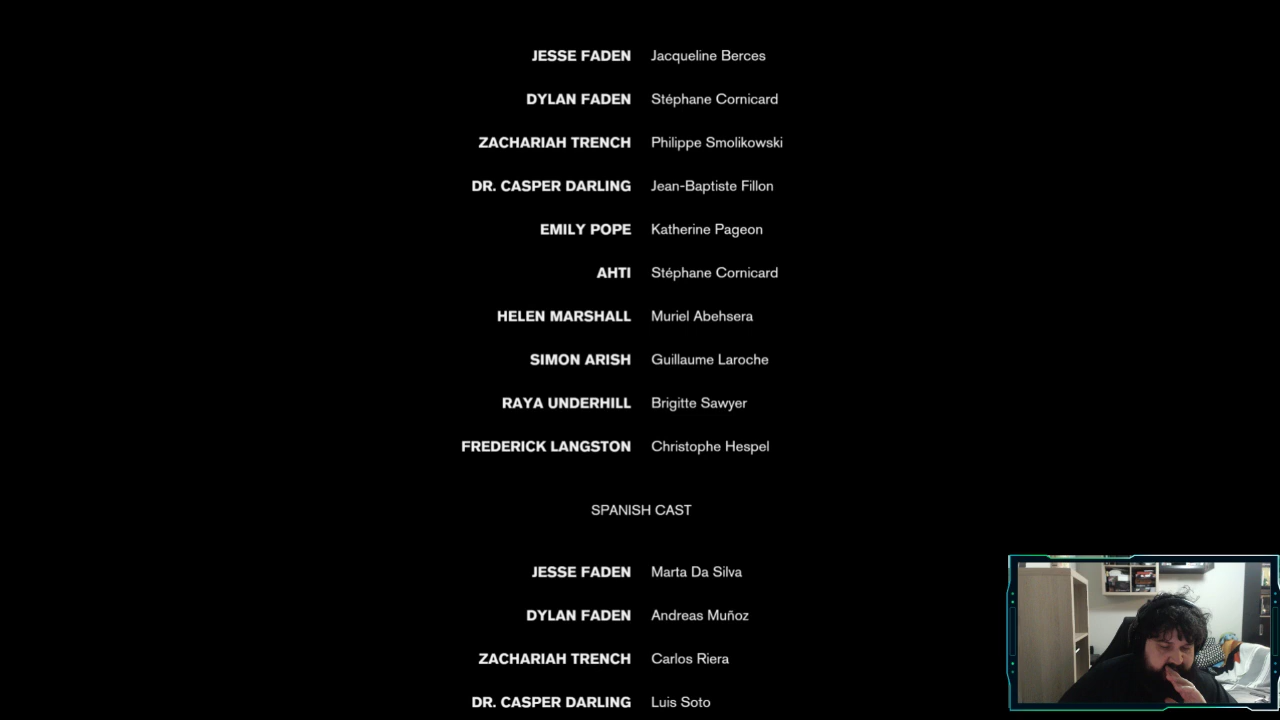 JESSE FADEN Jacqueline Berces
DYLAN FADEN Stéphane Cornicard
ZACHARIAH TRENCH Philippe Smolikowski
DR. CASPER DARLING Jean-Baptiste Fillon
EMILY POPE Katherine Pageon
AHTI Stéphane Cornicard
HELEN MARSHALL Muriel Abehsera
SIMON ARISH Guillaume Laroche
RAYA UNDERHILL Brigitte Sawyer
FREDERICK LANGSTON Christophe Hespel
SPANISH CAST
JESSE FADEN Marta Da Silva
DYLAN FADEN Andreas Muñoz
ZACHARIAH TRENCH Carlos Riera
DR. CASPER DARLING Luis Soto